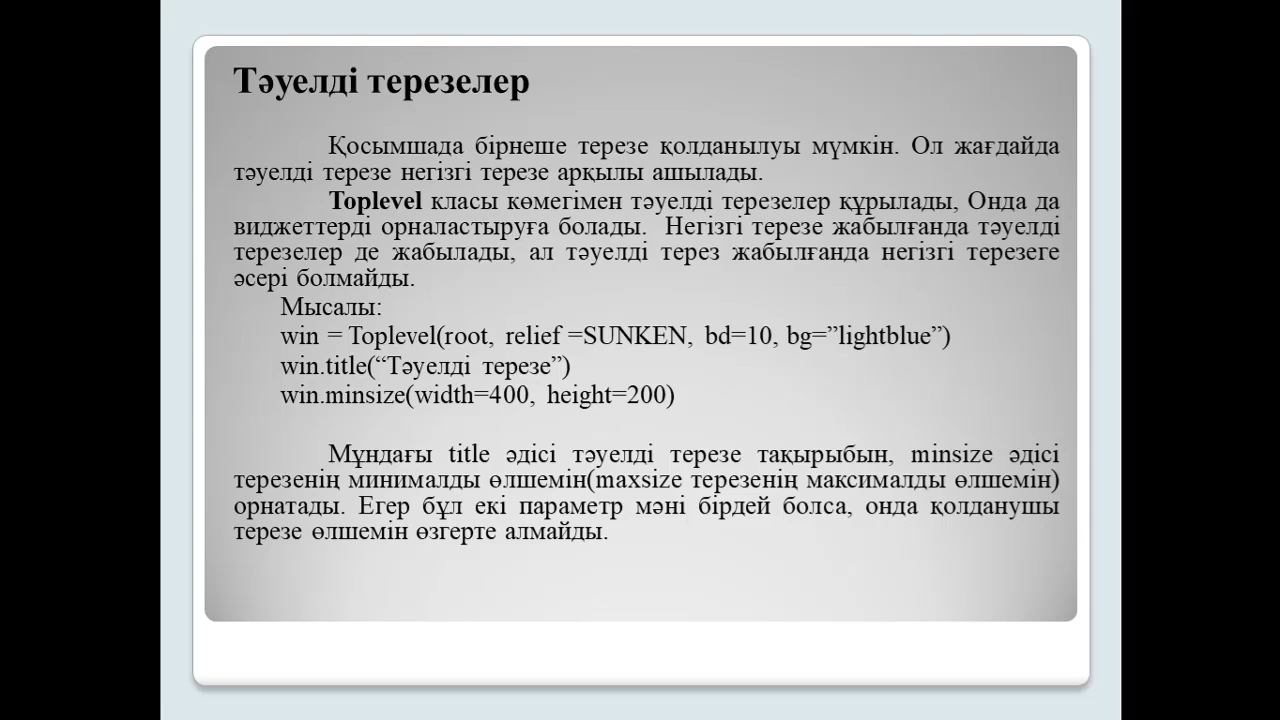 Тәуелді терезелер
Қосымшада бірнеше терезе қолданылуы мүмкін. Ол жағдайда
тәуелді терезе негізгі терезе арқылы ашылады.
Toplevel класы көмегімен тәуелді терезелер құрылады, Онда да
виджеттерді орналастыруға болады. Негізгі терезе жабылғанда тәуелді
терезелер де жабылады, ал тәуелді терез жабылғанда негізгі терезеге
әсері болмайды.
Мысалы:
win = Toplevel(root, relief =SUNKEN, bd=10, bg=”lightblue”)
win.title(“Тәуелді терезе”)
win.minsize(width=400, height=200)
Мұндағы title әдісі тәуелді терезе тақырыбын, minsize әдісі
терезенің минималды өлшемін(maxsize терезенің максималды өлшемін)
орнатады. Егер бұл екі параметр мәні бірдей болса, онда қолданушы
терезе өлшемін өзгерте алмайды.